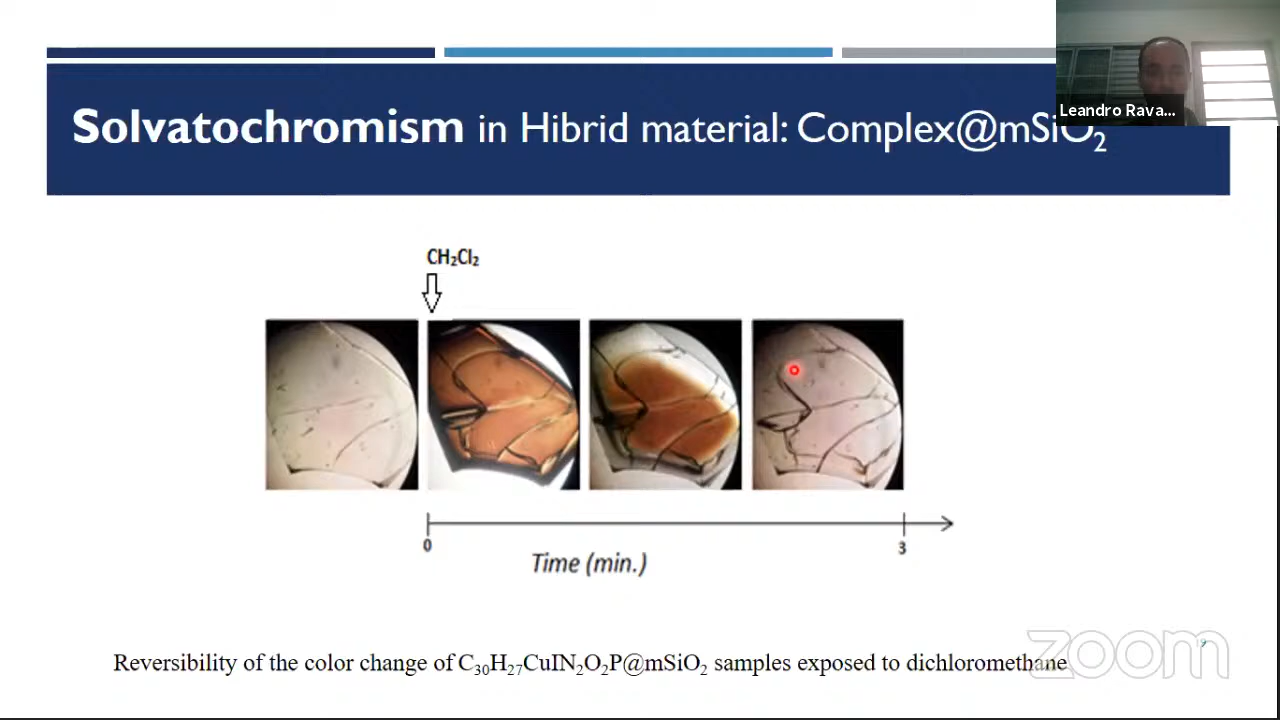 Leandro Rava...
Solvatochromism in Hibrid material: Complex@mSiO₂
CH₂Cl₂
0
3
Time (min.)
9
Reversibility of the color change of C₃₀H₂₇CuIN₂O₂P@mSiO₂ samples exposed to dichloromethane
zoom